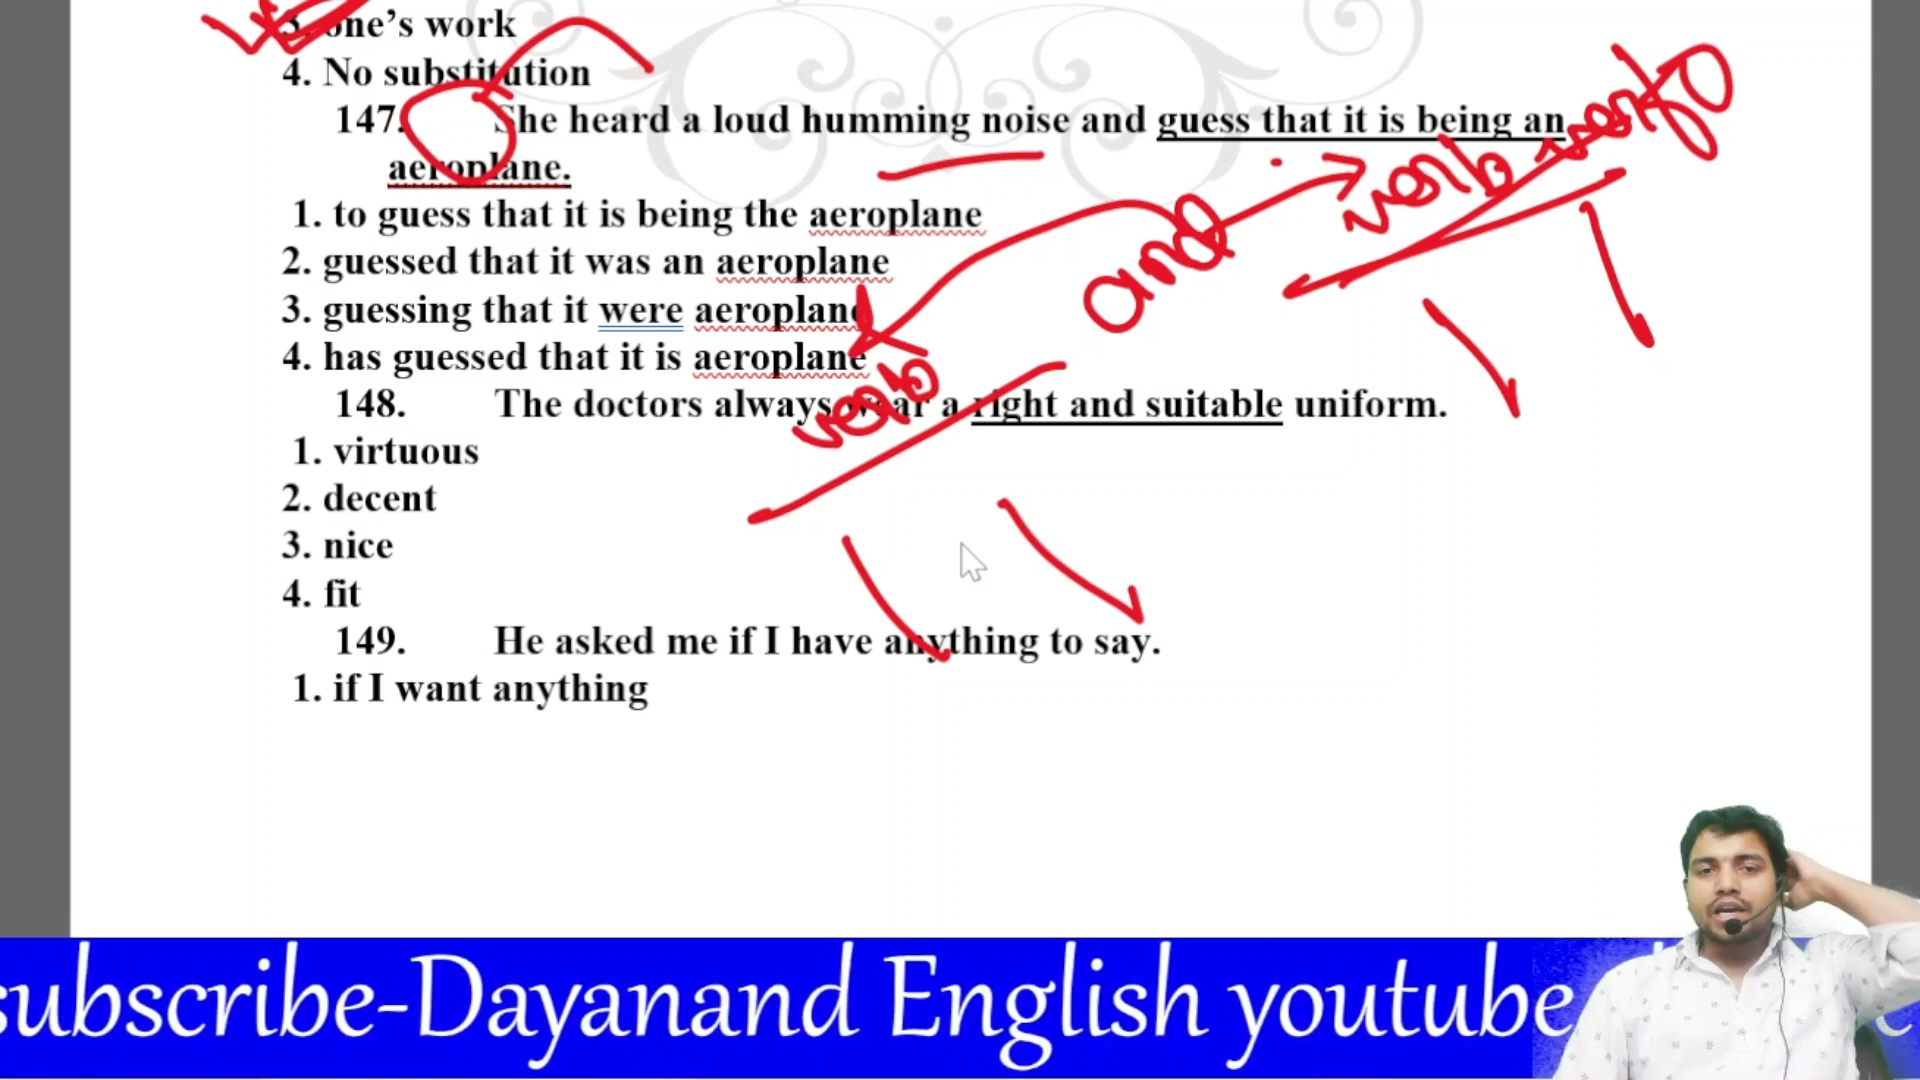 3. one's work
4. No substitution
147. She heard a loud humming noise and guess that it is being an
aeroplane.
1. to guess that it is being the aeroplane
2. guessed that it was an aeroplane
3. guessing that it were aeroplane
4. has guessed that it is aeroplane
and
verb
verb
148. The doctors always wear a right and suitable uniform.
1. virtuous
2. decent
3. nice
4. fit
149. He asked me if I have anything to say.
1. if I want anything
subscribe-Dayanand English youtube